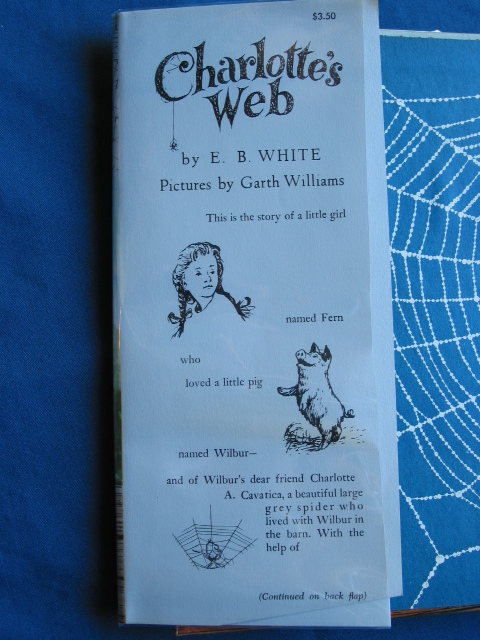 $3.50
Charlotte's
Web
by E. B. WHITE
Pictures by Garth Williams
This is the story of a little girl
named Fern
who
loved a little pig
named Wilbur—
and of Wilbur's dear friend Charlotte
A. Cavatica, a beautiful large
grey spider who
lived with Wilbur in
the barn. With the
help of
(Continued on back flap)